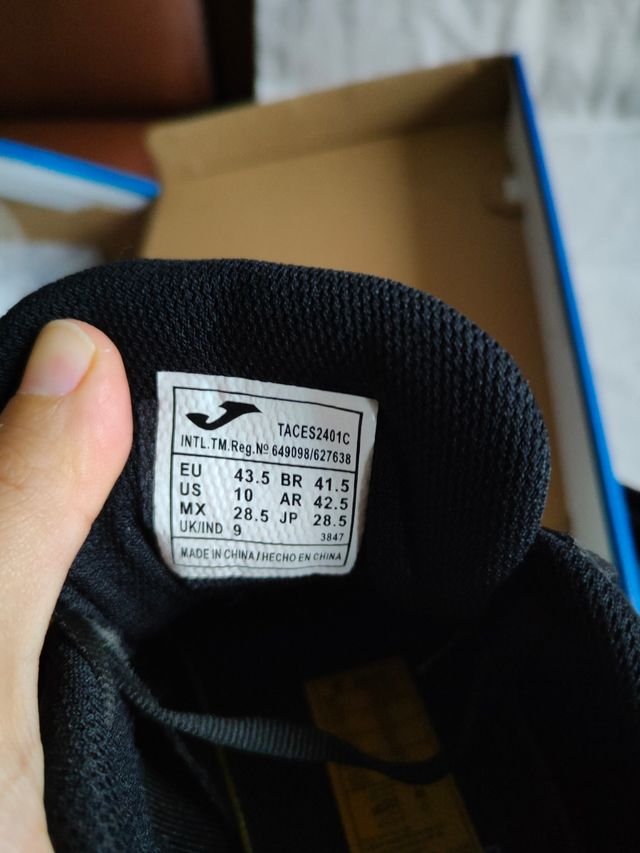 TACES2401C
INTL.TM.Reg.Nº 649098/627638
EU 43.5 BR 41.5
US 10 AR 42.5
MX 28.5 JP 28.5
UK/IND 9 3847
MADE IN CHINA / HECHO EN CHINA